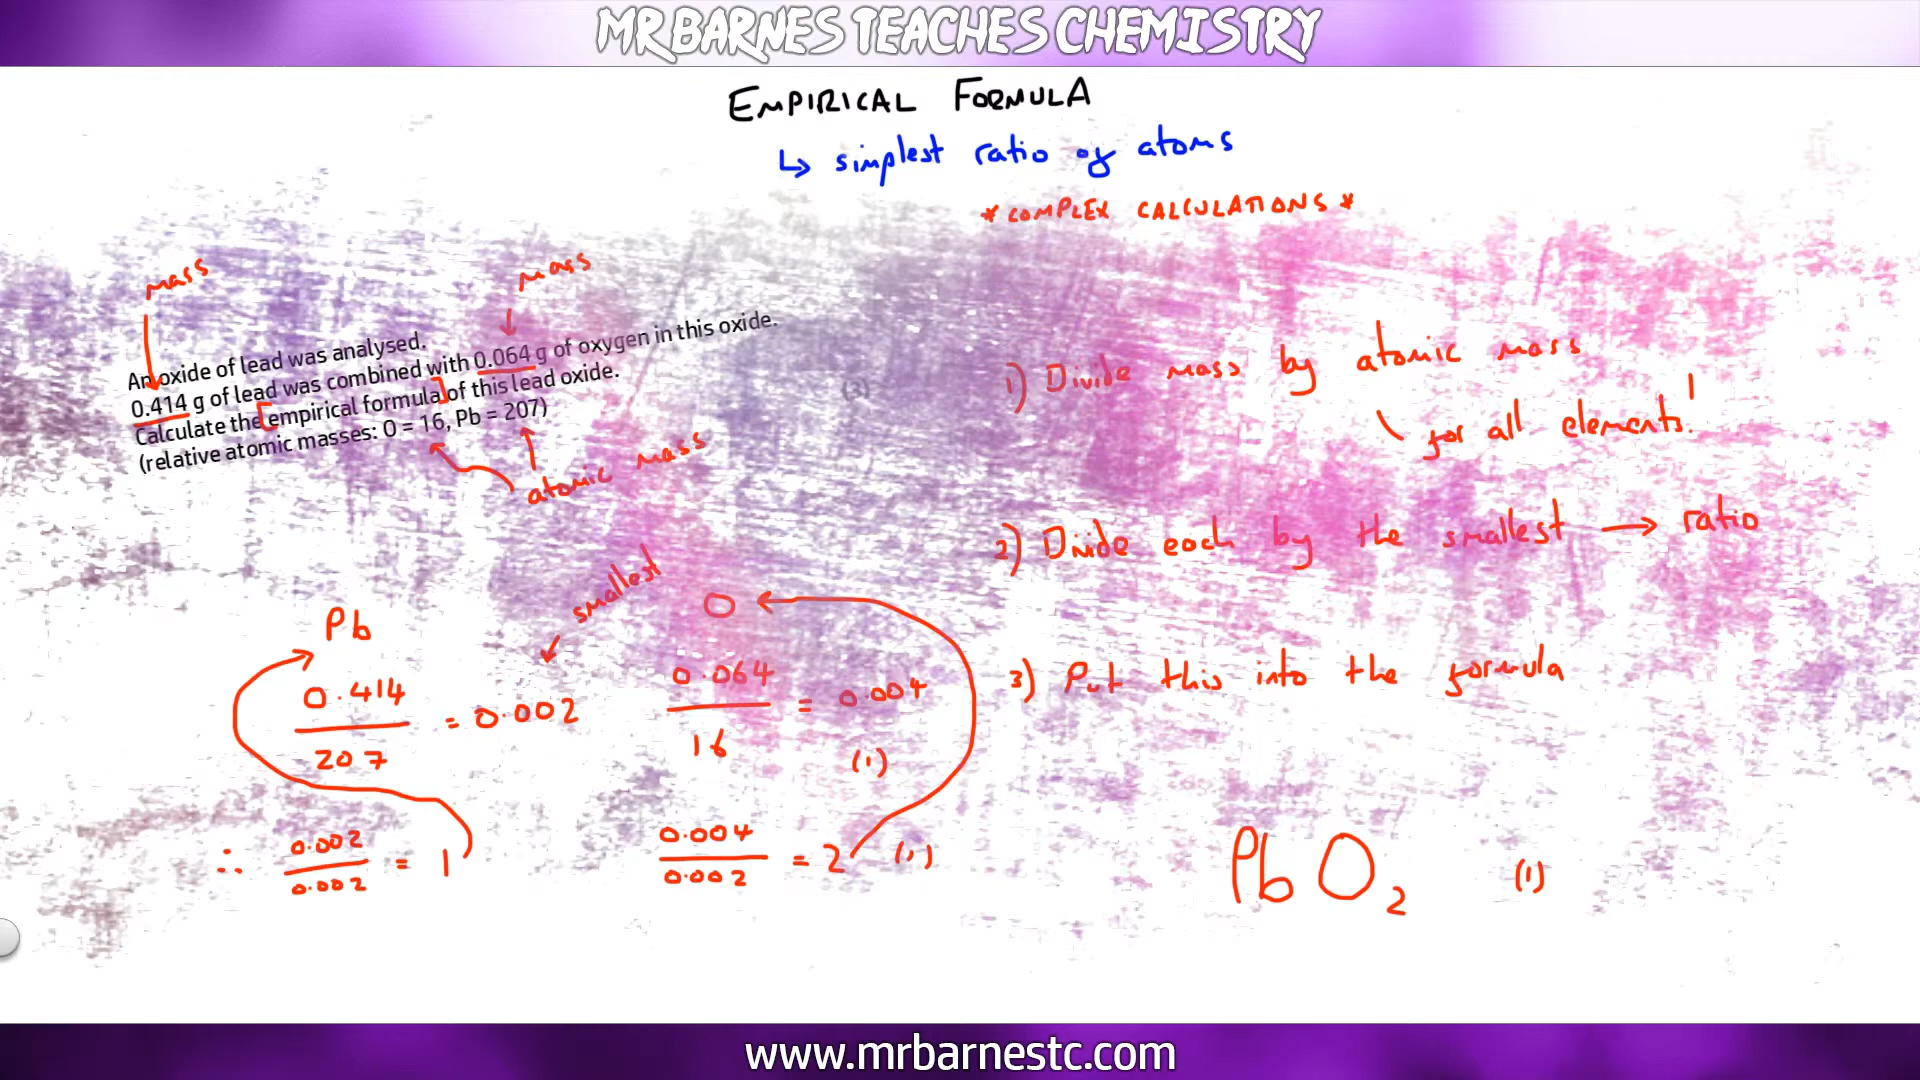 MR BARNES TEACHES CHEMISTRY
EMPIRICAL FORMULA
↳ simplest ratio of atoms
* COMPLEX CALCULATIONS *
mass
mass
An oxide of lead was analysed.
0.414 g of lead was combined with 0.064 g of oxygen in this oxide.
Calculate the [empirical formula] of this lead oxide.
(relative atomic masses: O = 16, Pb = 207)
(3)
atomic mass
1) Divide mass by atomic mass
for all elements!
2) Divide each by the smallest → ratio
3) Put this into the formula
smallest
Pb
0.414
207
= 0.002
O
0.064
16
= 0.004
(1)
∴ 0.002
0.002
= 1
0.004
0.002
= 2 (1)
PbO₂ (1)
www.mrbarnestc.com